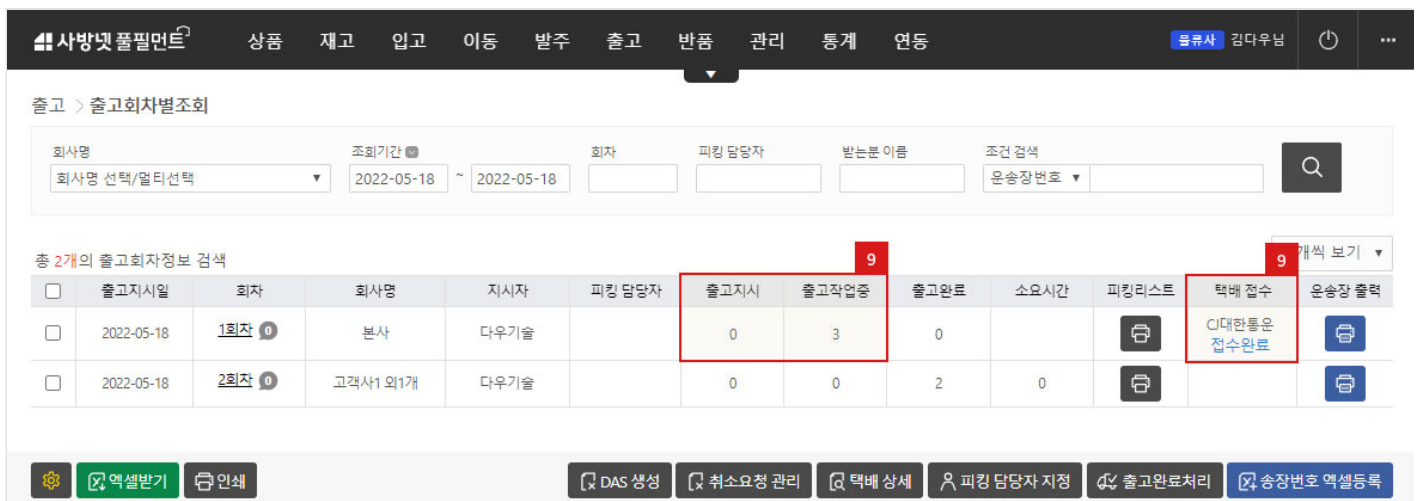 사방넷 풀필먼트 상품 재고 입고 이동 발주 출고 반품 관리 통계 연동 물류사 김다우님 ...
▼
출고 > 출고회차별조회
회사명 조회기간 회차 피킹 담당자 받는분 이름 조건 검색
회사명 선택/멀티선택 ▼ 2022-05-18 ~ 2022-05-18 운송장번호 ▼
총 2개의 출고회차정보 검색 9 9 개씩 보기 ▼
출고지시일 회차 회사명 지시자 피킹 담당자 출고지시 출고작업중 출고완료 소요시간 피킹리스트 택배 접수 운송장 출력
2022-05-18 1회차 0 본사 다우기술 0 3 0 CJ대한통운
접수완료
2022-05-18 2회차 0 고객사1 외1개 다우기술 0 0 2 0
엑셀받기 인쇄 DAS 생성 취소요청 관리 택배 상세 피킹 담당자 지정 출고완료처리 송장번호 엑셀등록